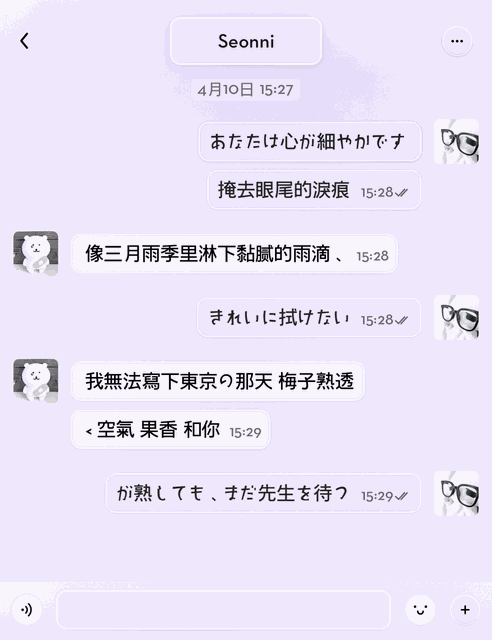 Seonni
4月10日 15:27
あなたは心が細やかです
掩去眼尾的淚痕 15:28
像三月雨季里淋下黏膩的雨滴、 15:28
きれいに拭けない 15:28
我無法寫下東京の那天 梅子熟透
< 空氣 果香 和你 15:29
が熟しても、まだ先生を待つ 15:29